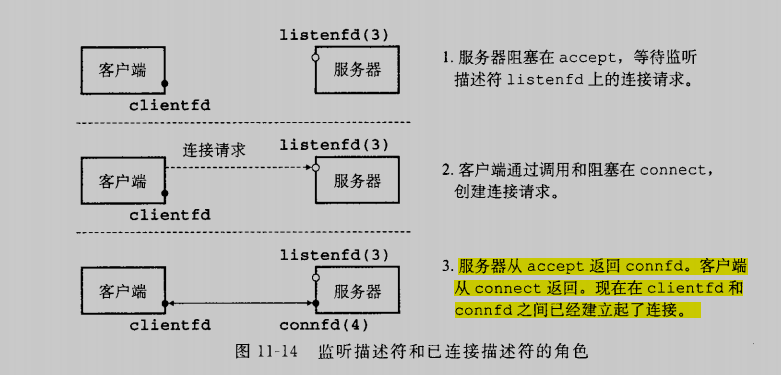 listenfd(3)
客户端
服务器
clientfd
1. 服务器阻塞在 accept，等待监听
描述符 listenfd 上的连接请求。
连接请求
listenfd(3)
客户端
服务器
clientfd
2. 客户端通过调用和阻塞在 connect，
创建连接请求。
listenfd(3)
客户端
服务器
clientfd
connfd(4)
3. 服务器从 accept 返回 connfd。客户端
从 connect 返回。现在在 clientfd 和
connfd 之间已经建立起了连接。
图 11-14 监听描述符和已连接描述符的角色